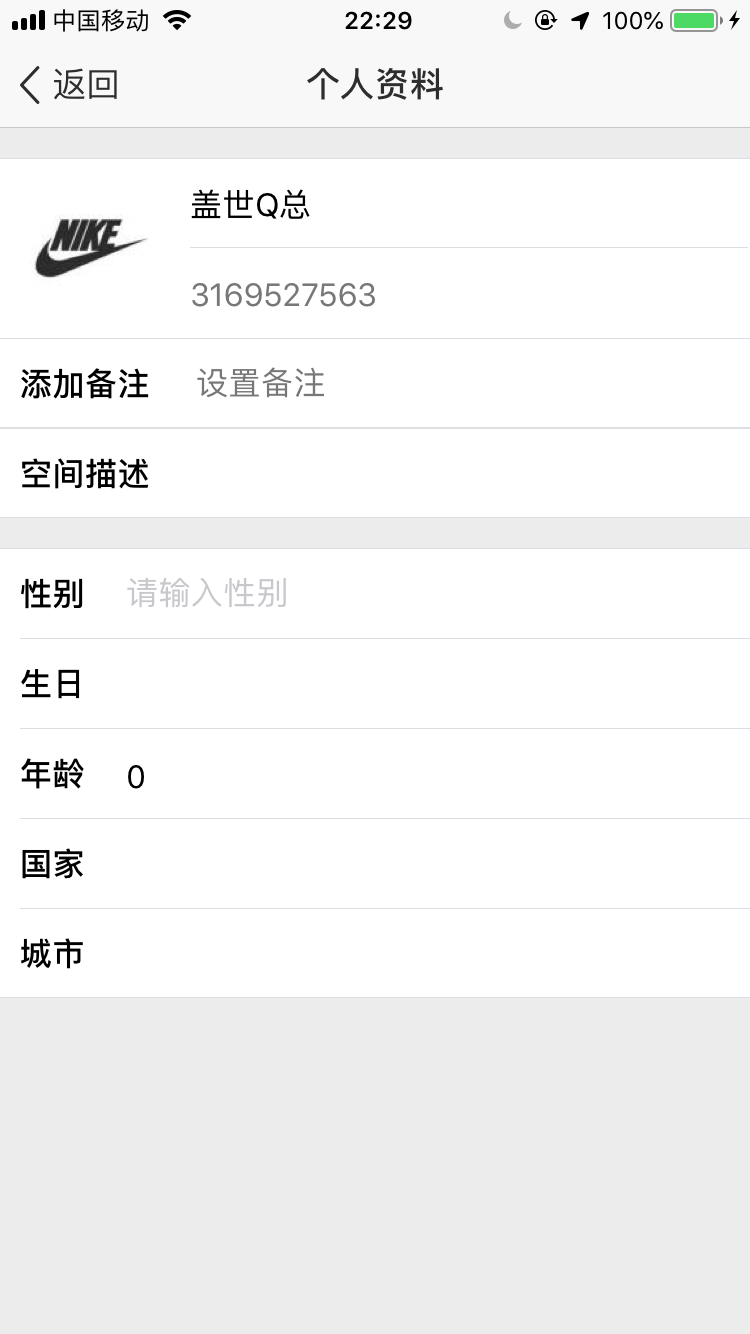 中国移动 22:29 100%
返回 个人资料
NIKE
盖世Q总
3169527563
添加备注 设置备注
空间描述
性别 请输入性别
生日
年龄 0
国家
城市